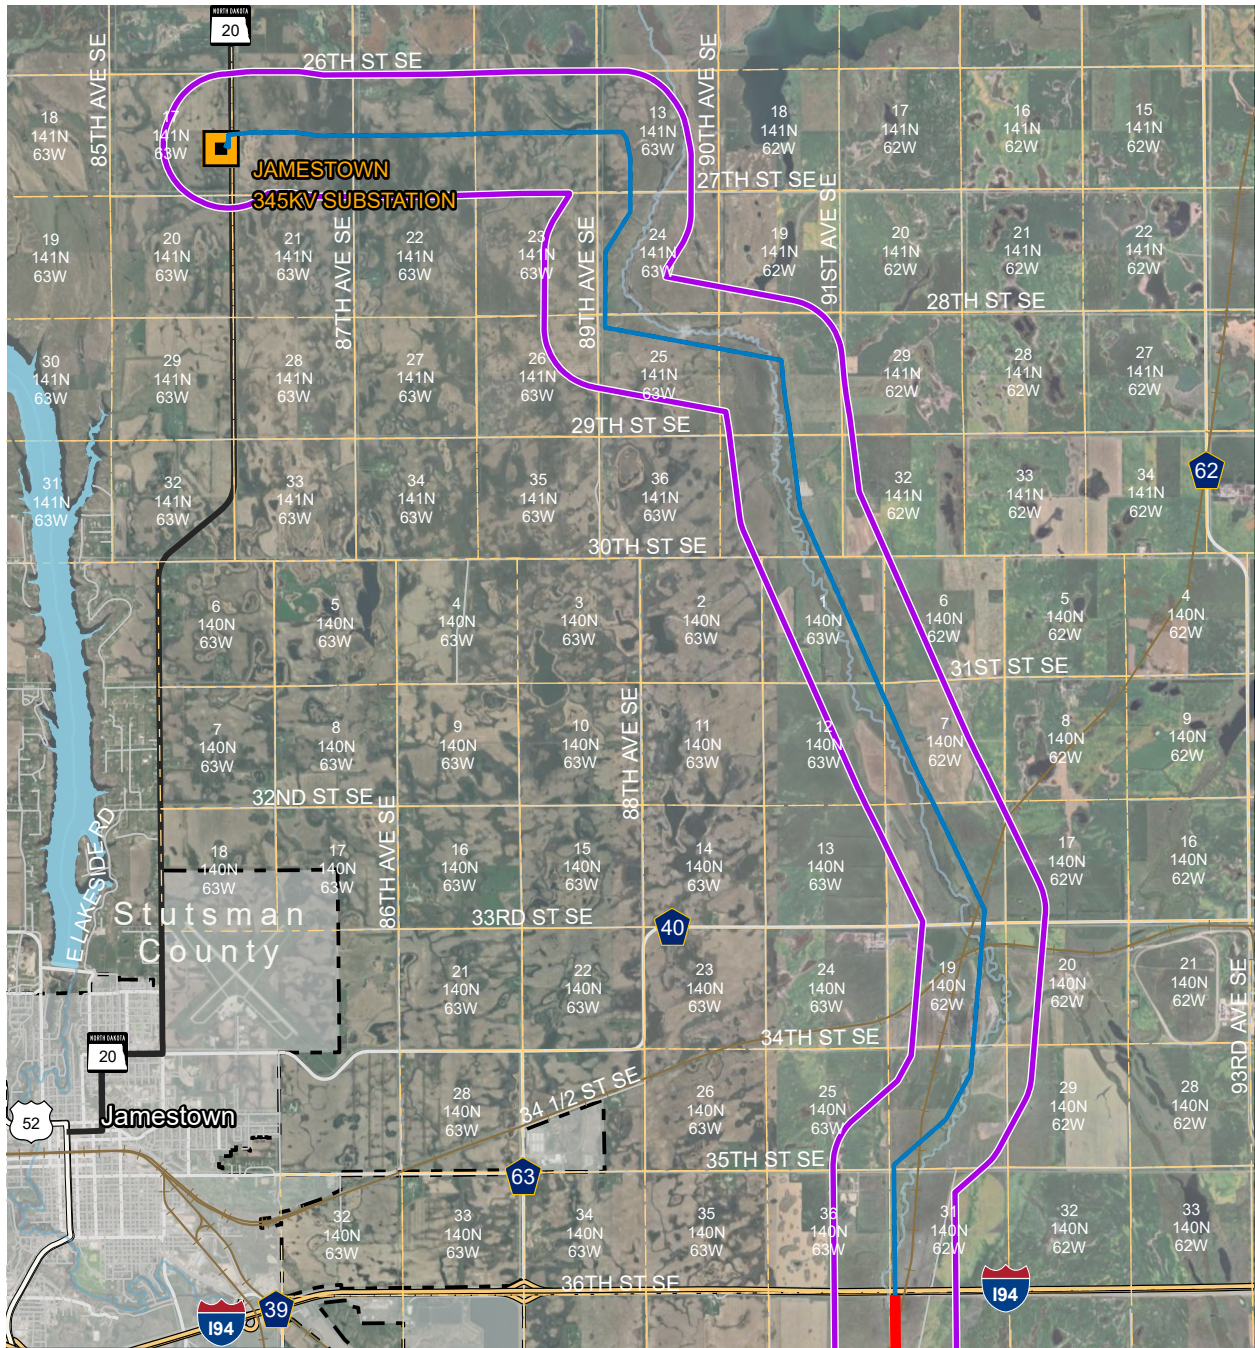 NORTH DAKOTA
20
26TH ST SE
85TH AVE SE
90TH AVE SE
18
141N
63W
17
141N
63W
13
141N
63W
18
141N
62W
17
141N
62W
16
141N
62W
15
141N
62W
JAMESTOWN
345KV SUBSTATION
27TH ST SE
19
141N
63W
20
141N
63W
21
141N
63W
22
141N
63W
23
141N
63W
24
141N
63W
19
141N
62W
20
141N
62W
21
141N
62W
22
141N
62W
87TH AVE SE
89TH AVE SE
91ST AVE SE
28TH ST SE
30
141N
63W
29
141N
63W
28
141N
63W
27
141N
63W
26
141N
63W
25
141N
63W
29
141N
62W
28
141N
62W
27
141N
62W
29TH ST SE
31
141N
63W
32
141N
63W
33
141N
63W
34
141N
63W
35
141N
63W
36
141N
63W
32
141N
62W
33
141N
62W
34
141N
62W
62
30TH ST SE
6
140N
63W
5
140N
63W
4
140N
63W
3
140N
63W
2
140N
63W
1
140N
63W
6
140N
62W
5
140N
62W
4
140N
62W
31ST ST SE
7
140N
63W
8
140N
63W
9
140N
63W
10
140N
63W
11
140N
63W
12
140N
63W
7
140N
62W
8
140N
62W
9
140N
62W
88TH AVE SE
32ND ST SE
86TH AVE SE
E LAKESIDE RD
18
140N
63W
17
140N
63W
16
140N
63W
15
140N
63W
14
140N
63W
13
140N
63W
17
140N
62W
16
140N
62W
Stutsman
County
33RD ST SE
40
21
140N
63W
22
140N
63W
23
140N
63W
24
140N
63W
19
140N
62W
20
140N
62W
21
140N
62W
93RD AVE SE
34TH ST SE
NORTH DAKOTA
20
52
Jamestown
34 1/2 ST SE
28
140N
63W
26
140N
63W
25
140N
63W
29
140N
62W
28
140N
62W
35TH ST SE
63
32
140N
63W
33
140N
63W
34
140N
63W
35
140N
63W
36
140N
63W
31
140N
62W
32
140N
62W
33
140N
62W
36TH ST SE
I94
39
I94